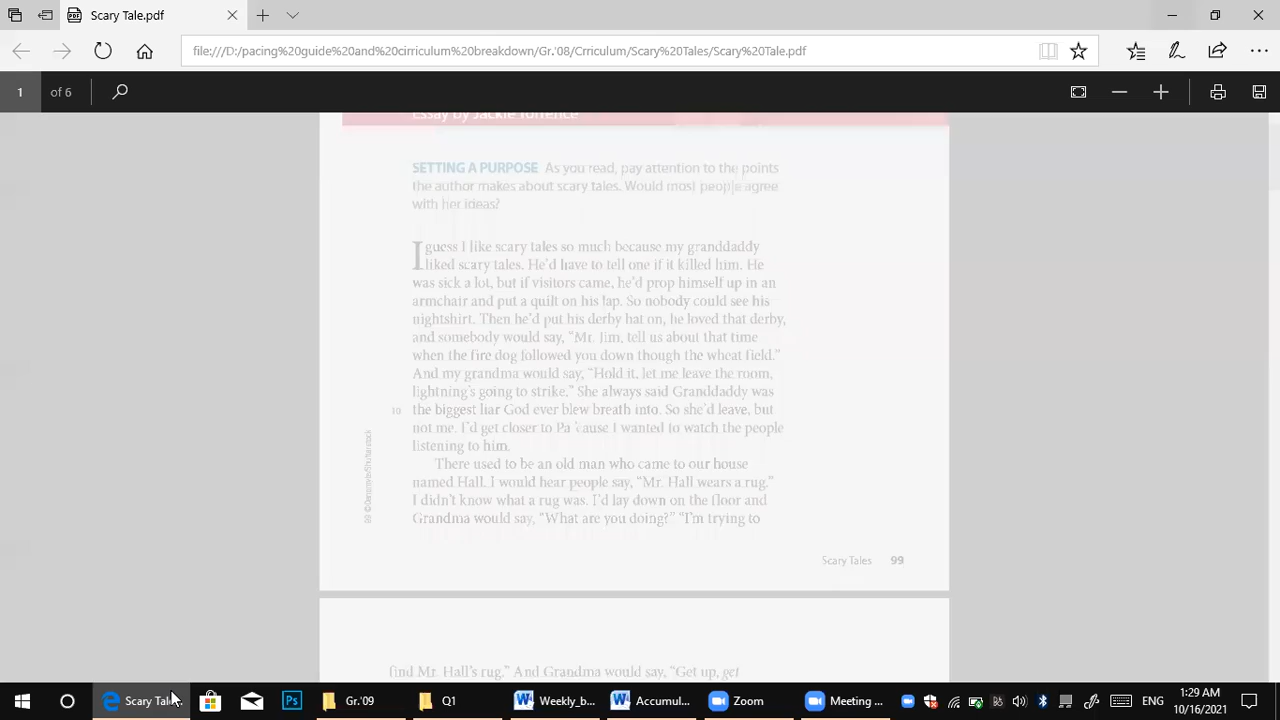 Scary Tale.pdf
file:///D:/pacing%20guide%20and%20cirriculum%20breakdown/Gr.'08/Crriculum/Scary%20Tales/Scary%20Tale.pdf
1 of 6
Essay by Jackie Torrence
SETTING A PURPOSE As you read, pay attention to the points
the author makes about scary tales. Would most people agree
with her ideas?
I guess I like scary tales so much because my granddaddy
liked scary tales. He'd have to tell one if it killed him. He
was sick a lot, but if visitors came, he'd prop himself up in an
armchair and put a quilt on his lap. So nobody could see his
nightshirt. Then he'd put his derby hat on, he loved that derby,
and somebody would say, "Mr. Jim, tell us about that time
when the fire dog followed you down though the wheat field."
And my grandma would say, "Hold it, let me leave the room,
lightning's going to strike." She always said Granddaddy was
10 the biggest liar God ever blew breath into. So she'd leave, but
not me. I'd get closer to Pa 'cause I wanted to watch the people
listening to him.
There used to be an old man who came to our house
named Hall. I would hear people say, "Mr. Hall wears a rug."
I didn't know what a rug was. I'd lay down on the floor and
Grandma would say, "What are you doing?" "I'm trying to
Scary Tales 99
find Mr. Hall's rug." And Grandma would say, "Get up, get
Scary Tale.
Ps
Gr.'09
Q1
Weekly_b...
Accumul...
Zoom
Meeting ...
ENG
1:29 AM
10/16/2021